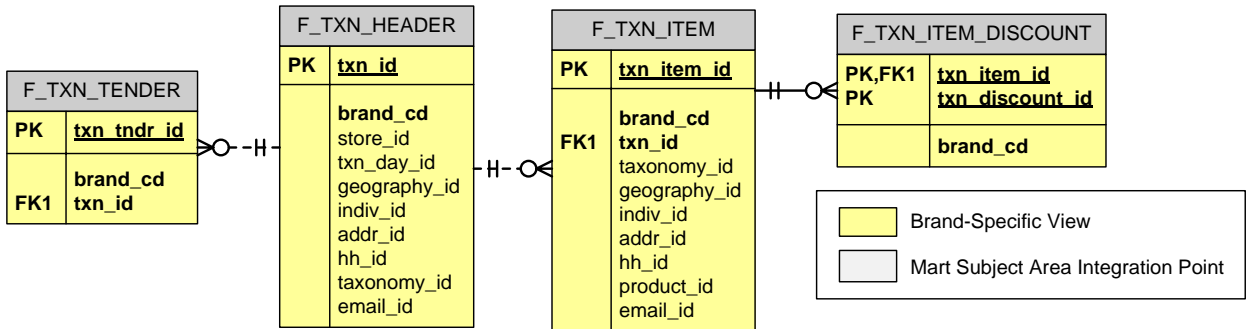 F_TXN_TENDER
PK txn_tndr_id
brand_cd
FK1 txn_id
F_TXN_HEADER
PK txn_id
brand_cd
store_id
txn_day_id
geography_id
indiv_id
addr_id
hh_id
taxonomy_id
email_id
F_TXN_ITEM
PK txn_item_id
brand_cd
FK1 txn_id
taxonomy_id
geography_id
indiv_id
addr_id
hh_id
product_id
email_id
F_TXN_ITEM_DISCOUNT
PK,FK1 txn_item_id
PK txn_discount_id
brand_cd
Brand-Specific View
Mart Subject Area Integration Point